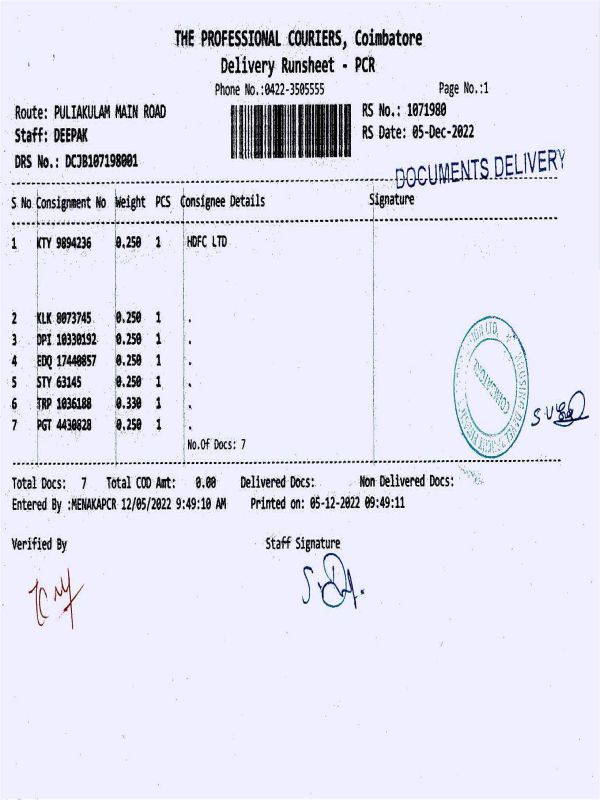 THE PROFESSIONAL COURIERS, Coimbatore
Delivery Runsheet - PCR
Phone No.:0422-3505555 Page No.:1
Route: PULIAKULAM MAIN ROAD RS No.: 1071980
Staff: DEEPAK RS Date: 05-Dec-2022
DRS No.: DCJB107198001
DOCUMENTS DELIVERY
S No Consignment No Weight PCS Consignee Details Signature
1 KTY 9894236 0.250 1 HDFC LTD
2 KLK 8073745 0.250 1 .
3 DPI 10330192 0.250 1 .
4 EDQ 17440857 0.250 1 .
5 STY 63145 0.250 1 .
6 TRP 1036188 0.330 1 .
7 PGT 4430828 0.250 1 .
No.Of Docs: 7
COIMBATORE
Total Docs: 7 Total COD Amt: 0.00 Delivered Docs: Non Delivered Docs:
Entered By :MENAKAPCR 12/05/2022 9:49:10 AM Printed on: 05-12-2022 09:49:11
Verified By Staff Signature